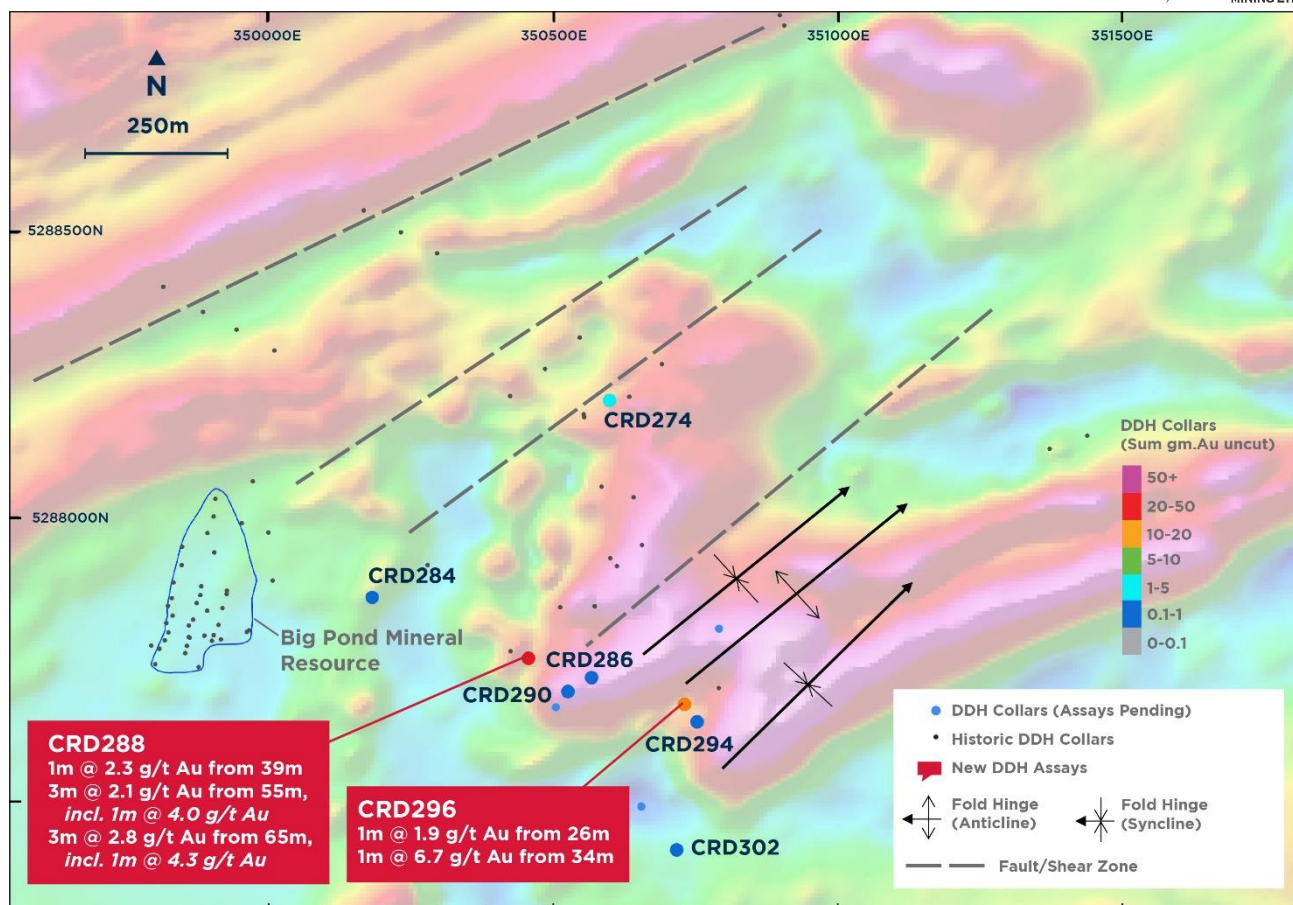 MINING LTD
350000E
350500E
351000E
351500E
N
250m
5288500N
CRD274
DDH Collars
(Sum gm.Au uncut)
50+
20-50
10-20
5-10
1-5
0.1-1
0-0.1
5288000N
CRD284
Big Pond Mineral
Resource
CRD286
CRD290
CRD294
CRD302
CRD288
1m @ 2.3 g/t Au from 39m
3m @ 2.1 g/t Au from 55m,
incl. 1m @ 4.0 g/t Au
3m @ 2.8 g/t Au from 65m,
incl. 1m @ 4.3 g/t Au
CRD296
1m @ 1.9 g/t Au from 26m
1m @ 6.7 g/t Au from 34m
DDH Collars (Assays Pending)
Historic DDH Collars
New DDH Assays
Fold Hinge
(Anticline)
Fold Hinge
(Syncline)
Fault/Shear Zone